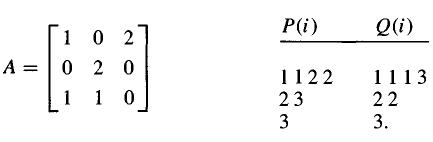 P(i) Q(i)
1 0 2
A = 0 2 0
1 1 0
1 1 2 2 1 1 1 3
2 3 2 2
3 3.